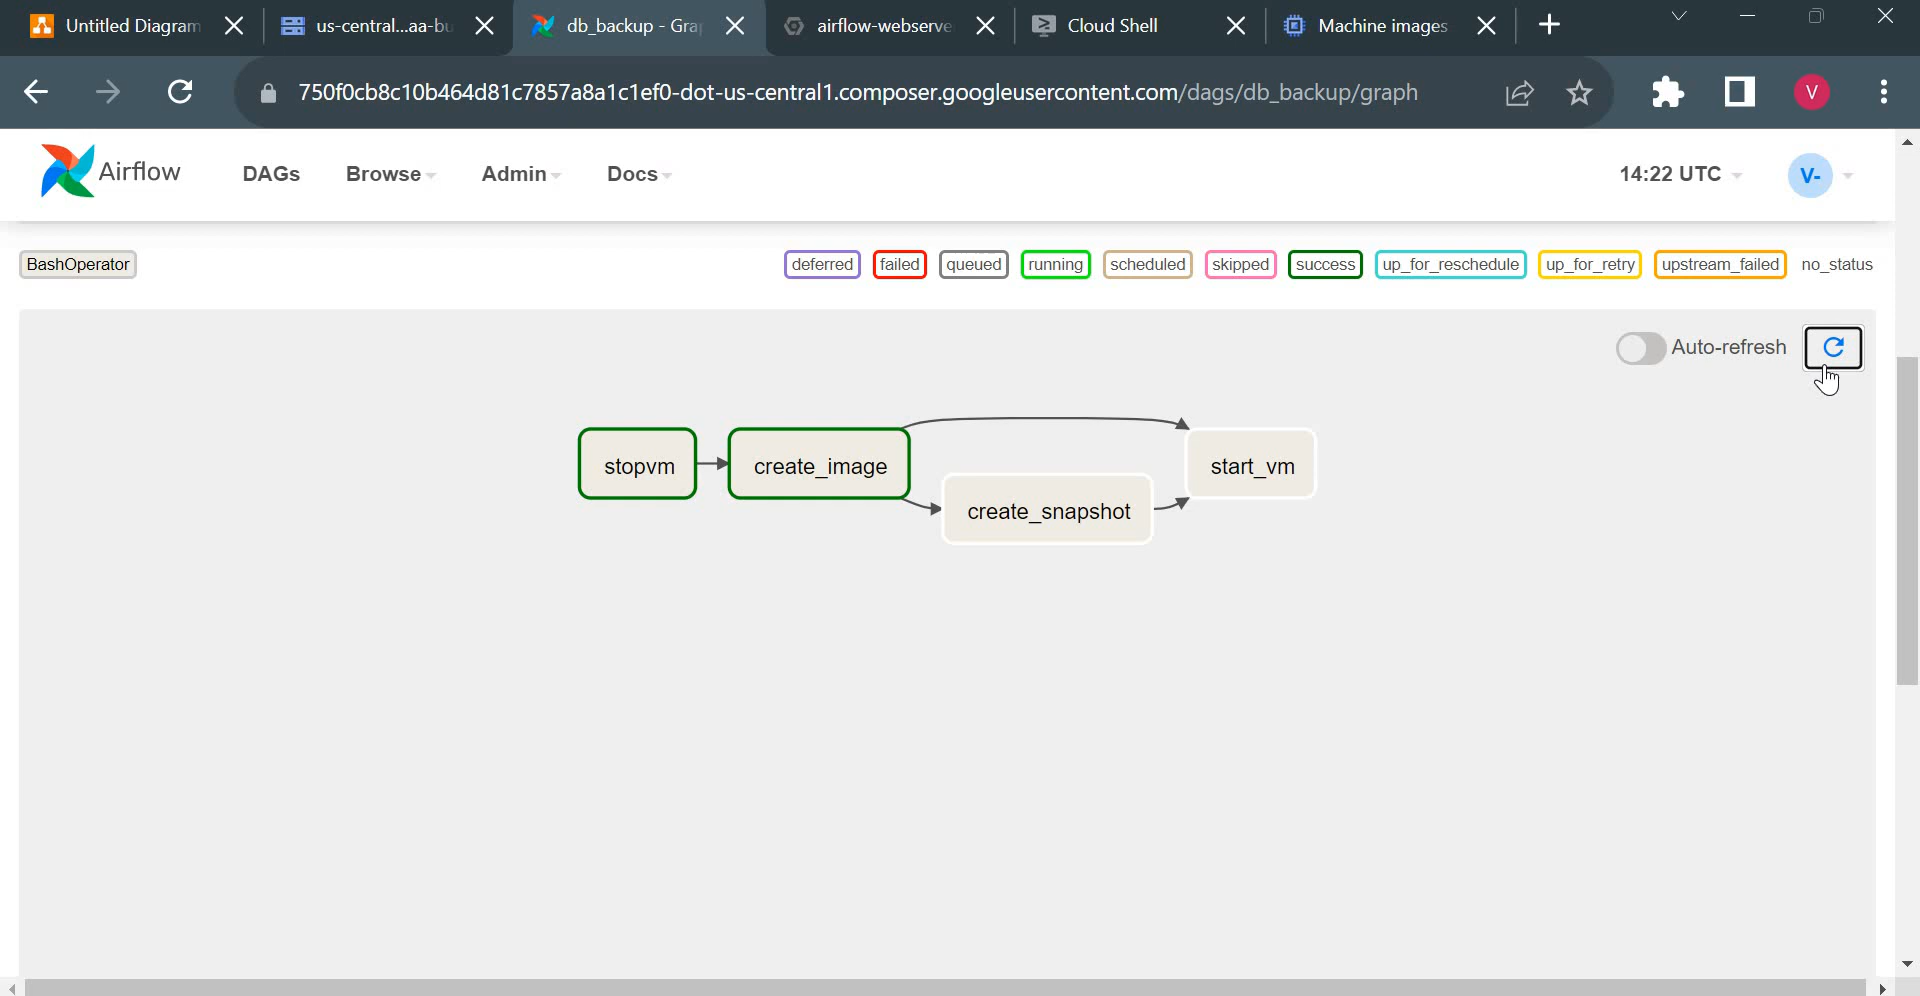 Untitled Diagram
us-central...aa-bu
db_backup - Gra
airflow-webserve
Cloud Shell
Machine images
750f0cb8c10b464d81c7857a8a1c1ef0-dot-us-central1.composer.googleusercontent.com/dags/db_backup/graph
V
Airflow
DAGs
Browse
Admin
Docs
14:22 UTC
V-
BashOperator
deferred
failed
queued
running
scheduled
skipped
success
up_for_reschedule
up_for_retry
upstream_failed
no_status
Auto-refresh
stopvm
create_image
start_vm
create_snapshot